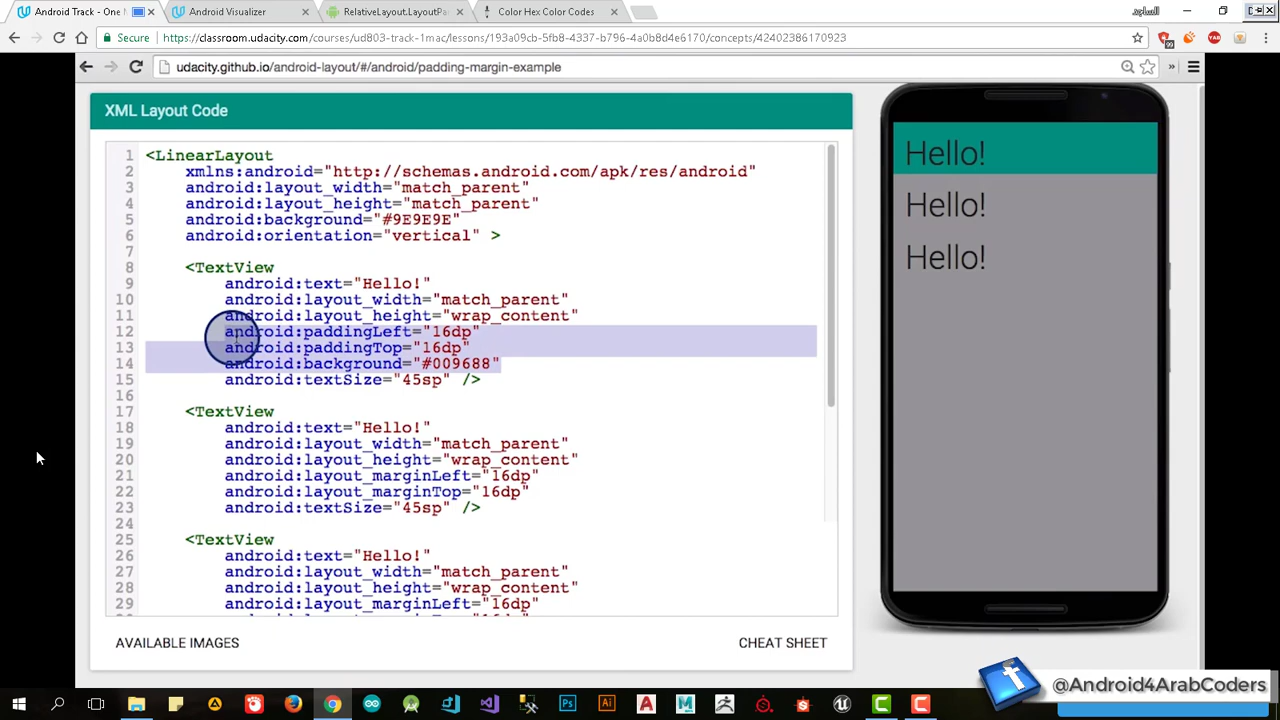 Android Track - One M
Android Visualizer
RelativeLayout.LayoutPar
Color Hex Color Codes
Secure
https://classroom.udacity.com/courses/ud803-track-1mac/lessons/193a09cb-5fb8-4337-b796-4a0b8d4e6170/concepts/42402386170923
udacity.github.io/android-layout/#/android/padding-margin-example
XML Layout Code
1 <LinearLayout
2 xmlns:android="http://schemas.android.com/apk/res/android"
3 android:layout_width="match_parent"
4 android:layout_height="match_parent"
5 android:background="#9E9E9E"
6 android:orientation="vertical" >
7
8 <TextView
9 android:text="Hello!"
10 android:layout_width="match_parent"
11 android:layout_height="wrap_content"
12 android:paddingLeft="16dp"
13 android:paddingTop="16dp"
14 android:background="#009688"
15 android:textSize="45sp" />
16
17 <TextView
18 android:text="Hello!"
19 android:layout_width="match_parent"
20 android:layout_height="wrap_content"
21 android:layout_marginLeft="16dp"
22 android:layout_marginTop="16dp"
23 android:textSize="45sp" />
24
25 <TextView
26 android:text="Hello!"
27 android:layout_width="match_parent"
28 android:layout_height="wrap_content"
29 android:layout_marginLeft="16dp"
AVAILABLE IMAGES
CHEAT SHEET
Hello!
Hello!
Hello!
@Android4ArabCoders